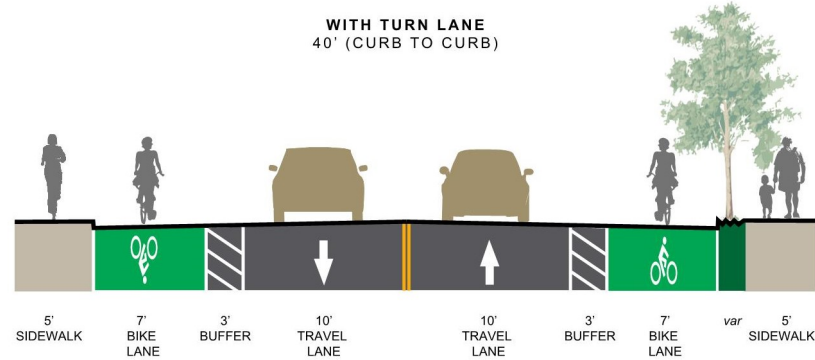 WITH TURN LANE
40' (CURB TO CURB)
5' 7' 3' 10' 10' 3' 7' var 5'
SIDEWALK BIKE BUFFER TRAVEL TRAVEL BUFFER BIKE SIDEWALK
LANE LANE LANE LANE